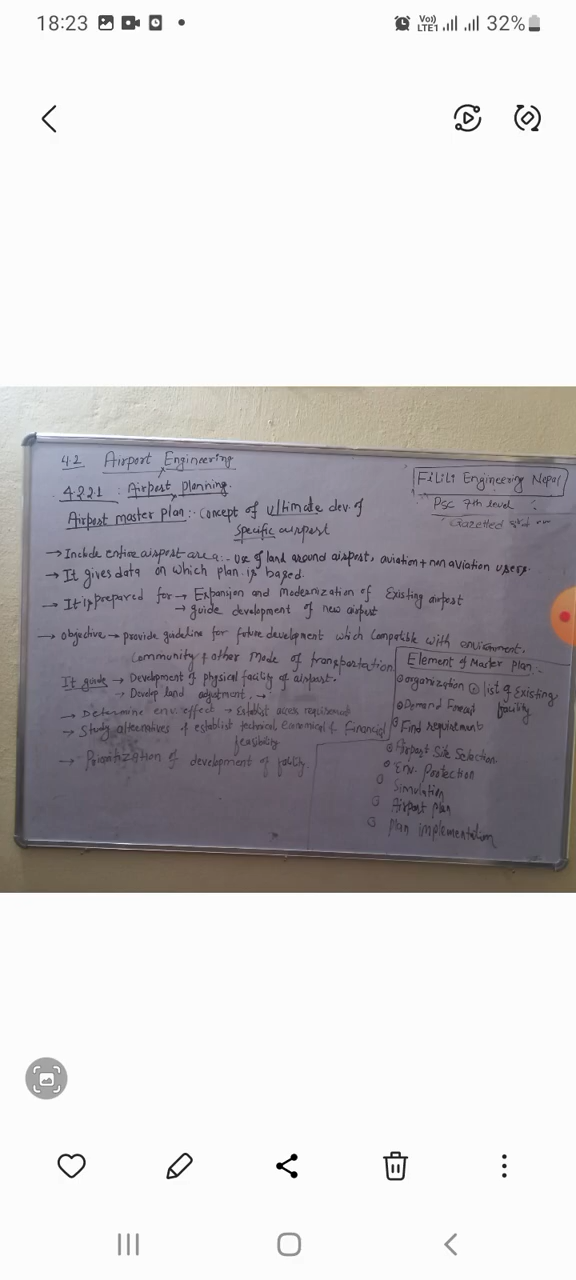 18:23
Vo)) LTE1 32%
4.2 Airport Engineering
4.2.2.1 : Airport planning.
Airport master plan :- Concept of ultimate dev. of
specific airport
→ Include entire airport area :- Use of land around airport, aviation + non aviation users.
→ It gives data on which plan is based.
→ It is prepared for → Expansion and Modernization of Existing airport
→ guide development of new airport
→ objective → provide guideline for future development which compatible with environment.
Community & other Mode of transportation
It guide → Development of physical facility of airport.
→ Develop land adjustment. →
→ Determine env. effect → Establish access requirement
→ Study alternatives & establish technical, Economical & Financial
feasibility
→ Prioritization of development of facility.
FiLiLi Engineering Nepal
Psc 7th level
Gazetted
Element of Master plan :-
organization list of Existing
facility
Demand
Find requirement
Airport Site Selection.
Env. Protection
Simulation
Airport plan
plan implementation